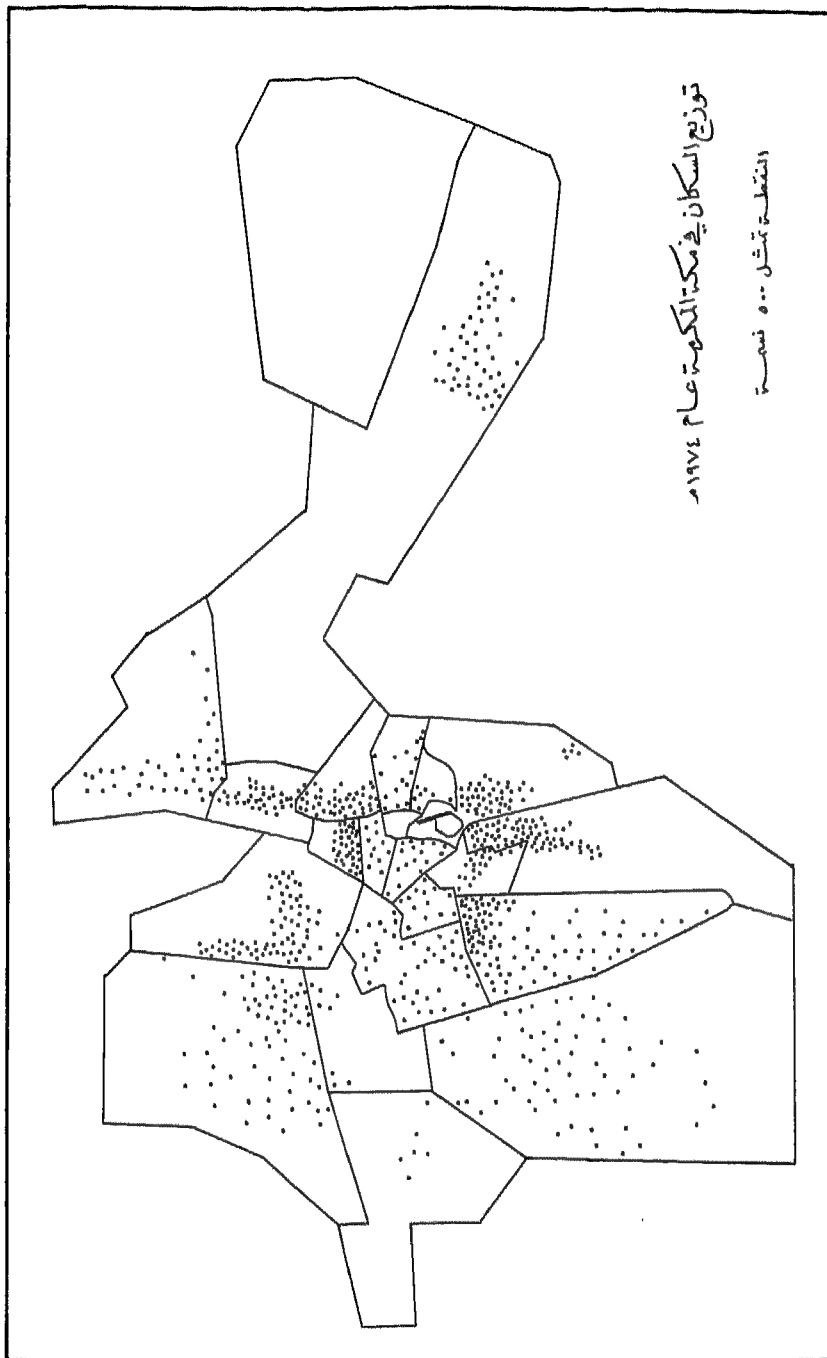 توزيع السكان في مكة المكرمة عام ١٩٧٤م
النقطة تمثل ٥٠٠ نسمة